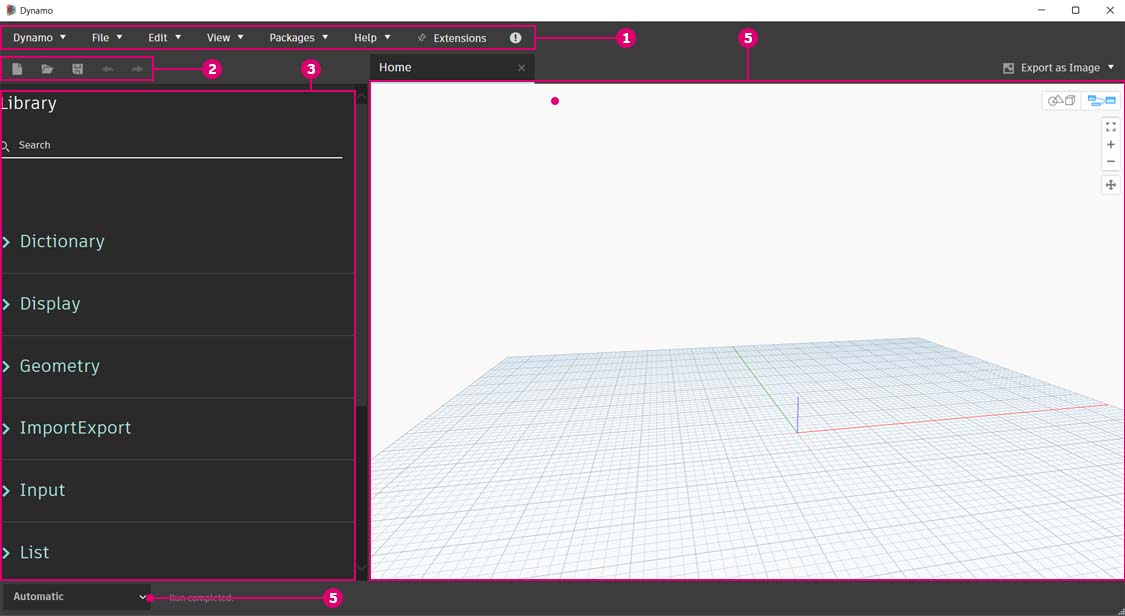 Dynamo
Dynamo File Edit View Packages Help Extensions
1
5
2
3
Home
Export as Image
Library
Search
Dictionary
Display
Geometry
ImportExport
Input
List
Automatic
Run completed.
5